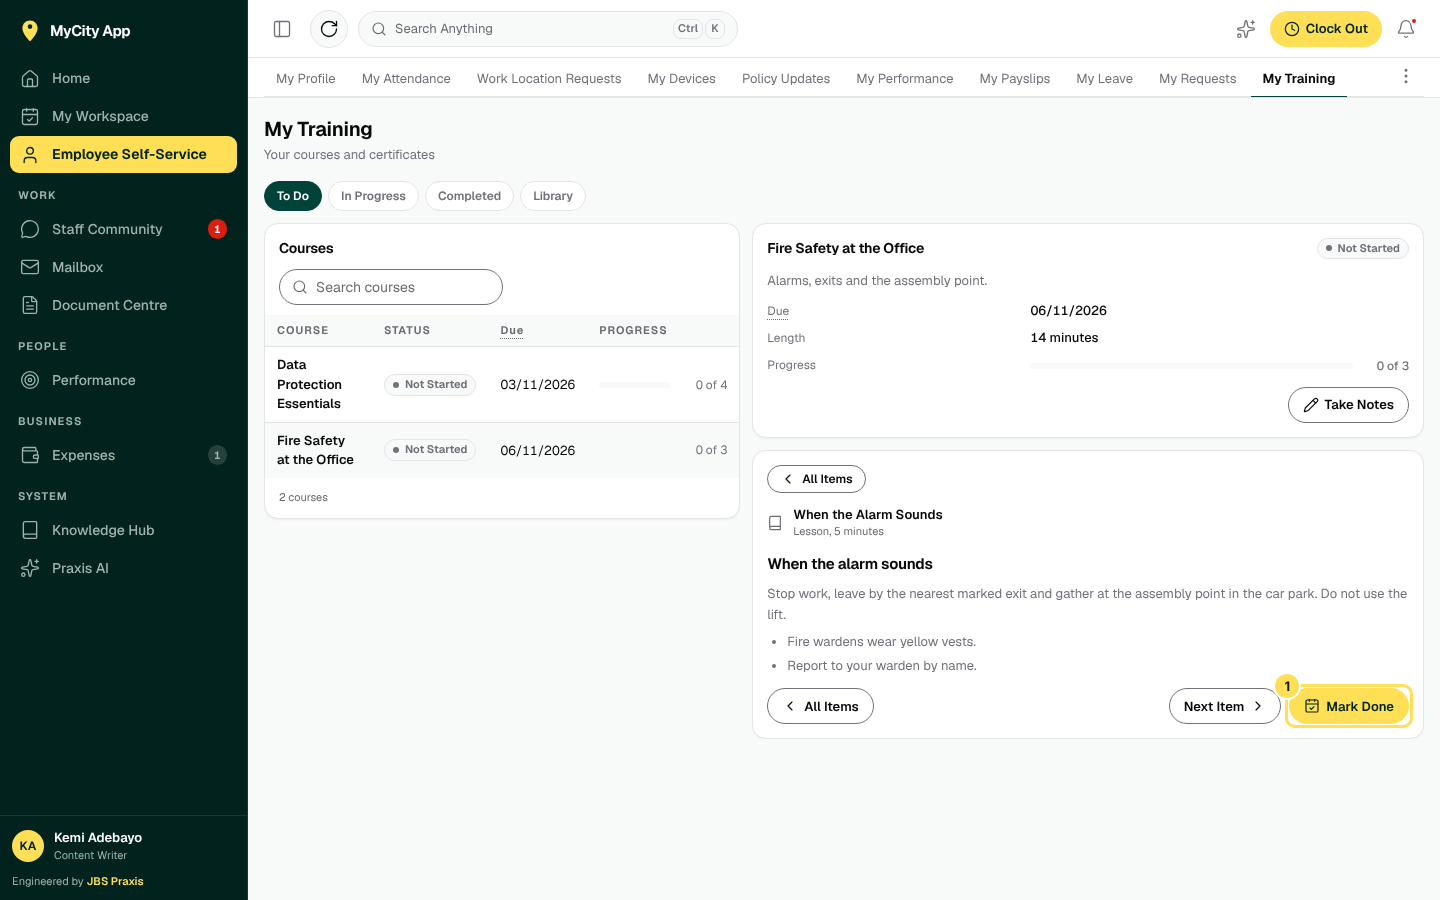 MyCity App
Home
My Workspace
Employee Self-Service
WORK
Staff Community 1
Mailbox
Document Centre
PEOPLE
Performance
BUSINESS
Expenses 1
SYSTEM
Knowledge Hub
Praxis AI
KA
Kemi Adebayo
Content Writer
Engineered by JBS Praxis
Search Anything Ctrl K
Clock Out
My Profile My Attendance Work Location Requests My Devices Policy Updates My Performance My Payslips My Leave My Requests My Training
My Training
Your courses and certificates
To Do In Progress Completed Library
Courses
Search courses
COURSE STATUS Due PROGRESS
Data
Protection
Essentials
Not Started 03/11/2026 0 of 4
Fire Safety
at the Office
Not Started 06/11/2026 0 of 3
2 courses
Fire Safety at the Office Not Started
Alarms, exits and the assembly point.
Due 06/11/2026
Length 14 minutes
Progress 0 of 3
Take Notes
All Items
When the Alarm Sounds
Lesson, 5 minutes
When the alarm sounds
Stop work, leave by the nearest marked exit and gather at the assembly point in the car park. Do not use the
lift.
• Fire wardens wear yellow vests.
• Report to your warden by name.
All Items Next Item 1 Mark Done